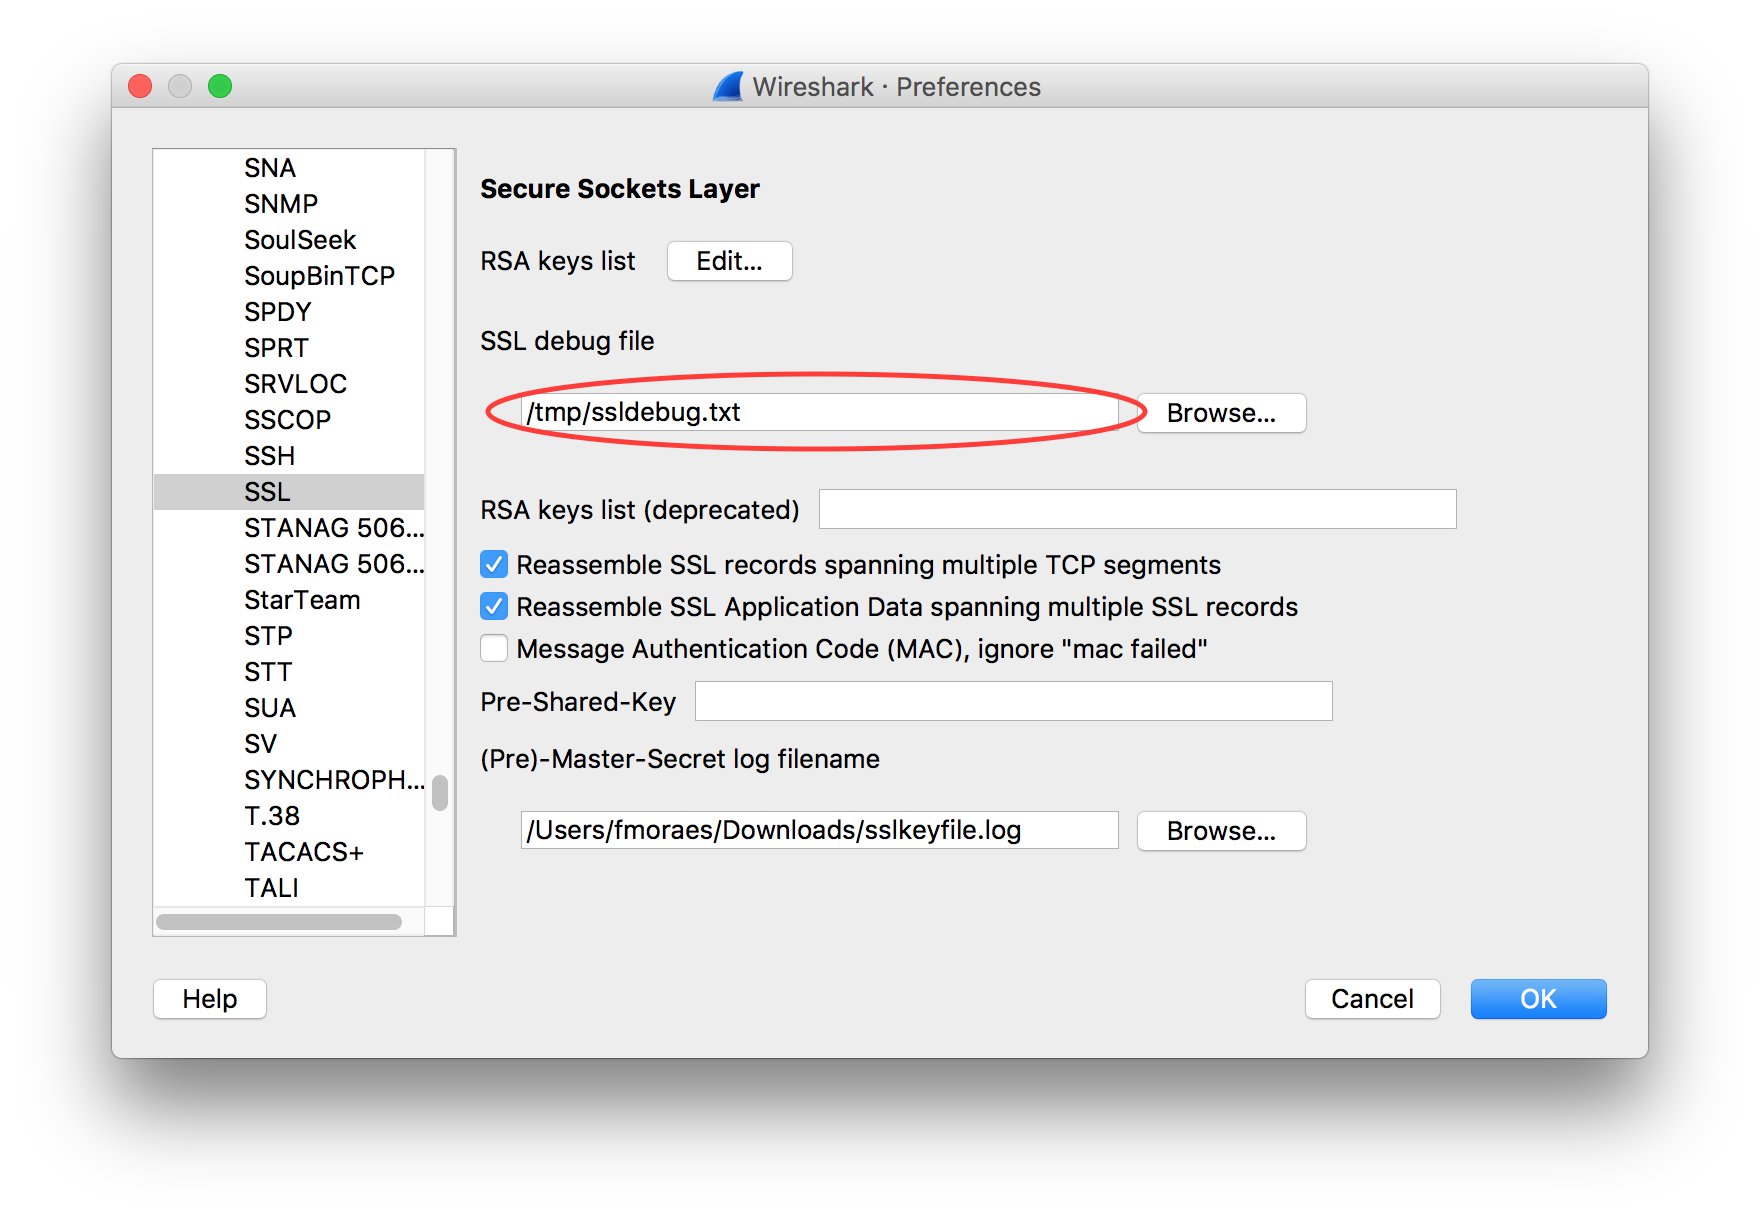 Wireshark · Preferences
SNA
SNMP
SoulSeek
SoupBinTCP
SPDY
SPRT
SRVLOC
SSCOP
SSH
SSL
STANAG 506...
STANAG 506...
StarTeam
STP
STT
SUA
SV
SYNCHROPH...
T.38
TACACS+
TALI
Secure Sockets Layer
RSA keys list Edit...
SSL debug file
/tmp/ssldebug.txt Browse...
RSA keys list (deprecated)
Reassemble SSL records spanning multiple TCP segments
Reassemble SSL Application Data spanning multiple SSL records
Message Authentication Code (MAC), ignore "mac failed"
Pre-Shared-Key
(Pre)-Master-Secret log filename
/Users/fmoraes/Downloads/sslkeyfile.log Browse...
Help Cancel OK